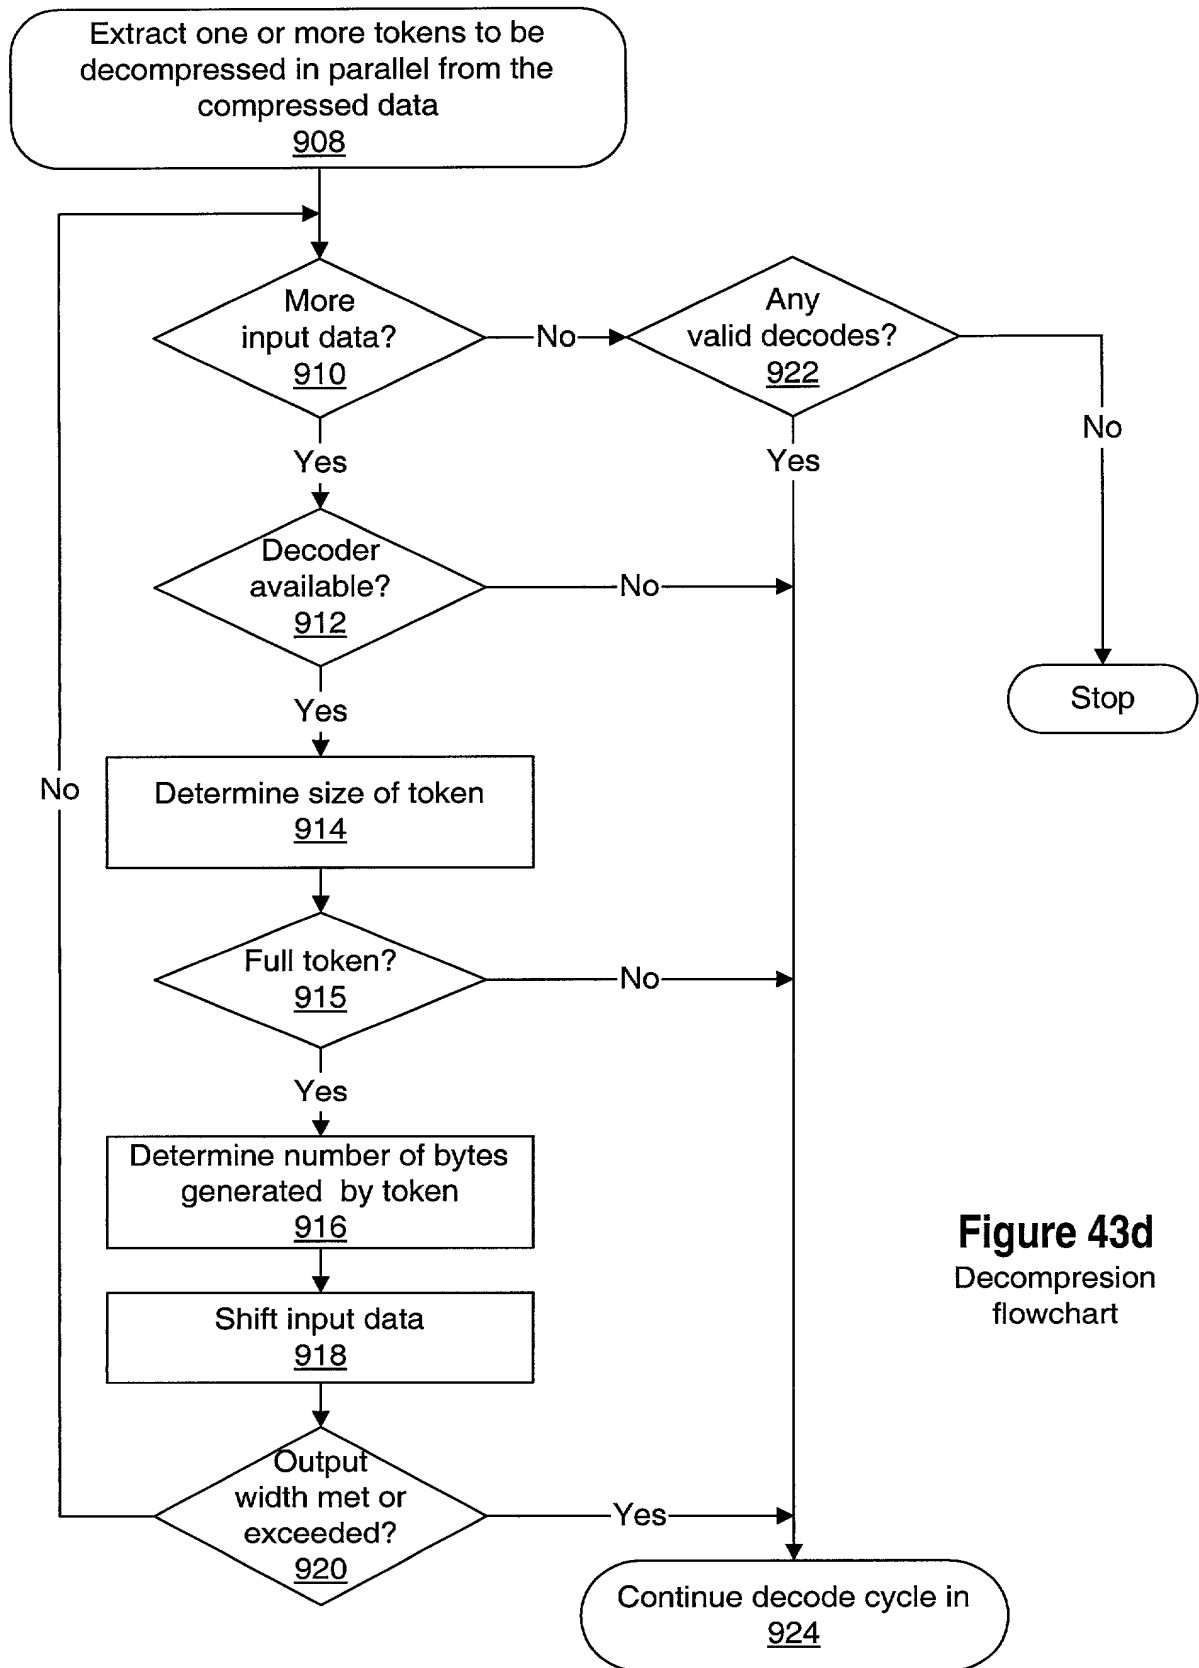 Extract one or more tokens to be
decompressed in parallel from the
compressed data
908
More
input data?
910
No
Any
valid decodes?
922
No
Yes
Yes
Decoder
available?
912
No
Yes
Stop
Determine size of token
914
No
Full token?
915
No
Yes
Determine number of bytes
generated by token
916
Shift input data
918
Output
width met or
exceeded?
920
Yes
Continue decode cycle in
924
Figure 43d
Decompresion
flowchart